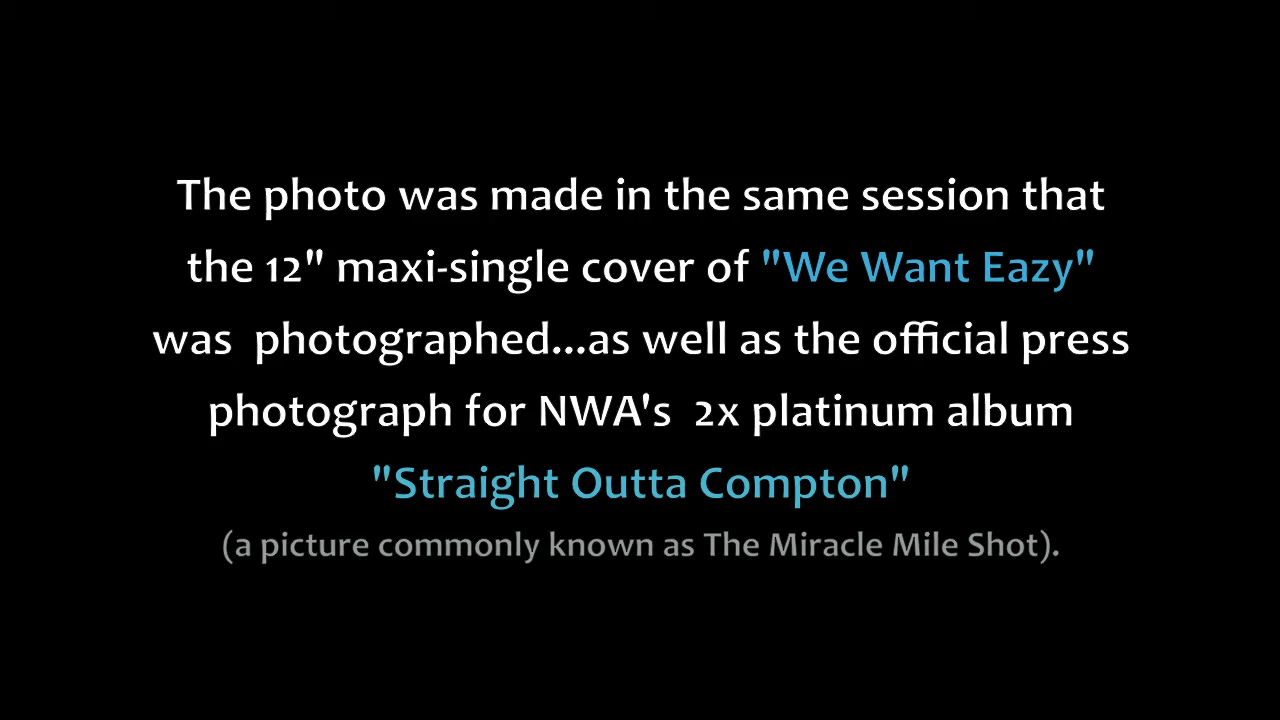 The photo was made in the same session that
the 12" maxi-single cover of "We Want Eazy"
was  photographed...as well as the official press
photograph for NWA's  2x platinum album
"Straight Outta Compton"
(a picture commonly known as The Miracle Mile Shot).